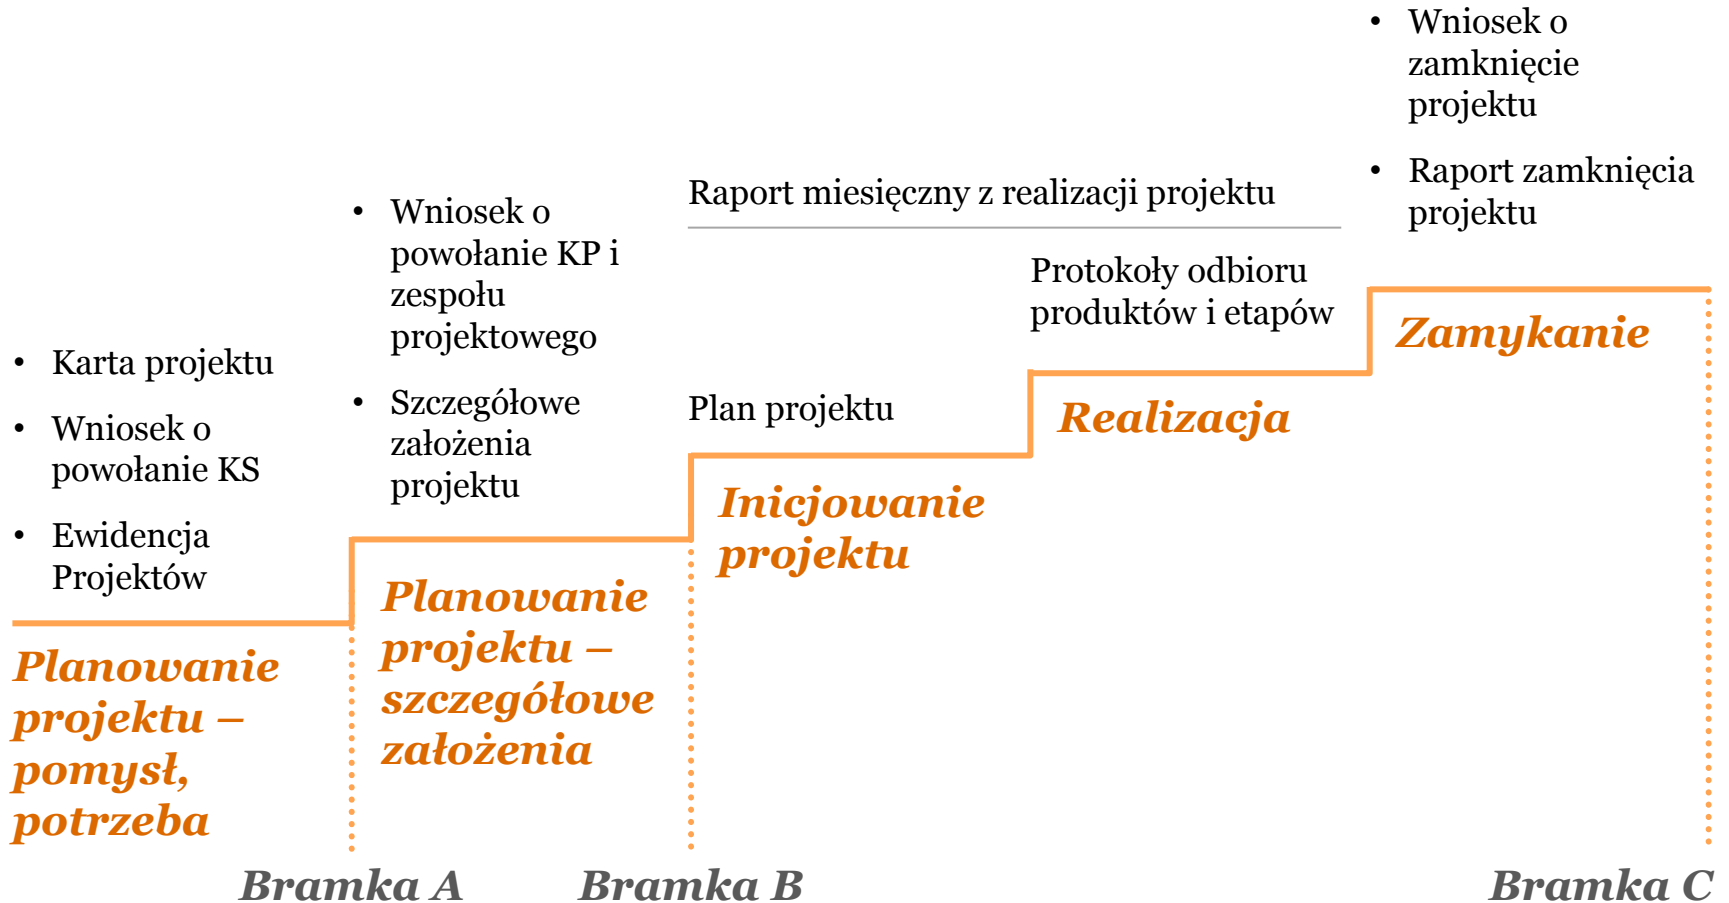 • Karta projektu
• Wniosek o
powołanie KS
• Ewidencja
Projektów
Planowanie
projektu –
pomysł,
potrzeba
Bramka A
• Wniosek o
powołanie KP i
zespołu
projektowego
• Szczegółowe
założenia
projektu
Planowanie
projektu –
szczegółowe
założenia
Bramka B
Raport miesięczny z realizacji projektu
Plan projektu
Inicjowanie
projektu
Protokoły odbioru
produktów i etapów
Realizacja
• Wniosek o
zamknięcie
projektu
• Raport zamknięcia
projektu
Zamykanie
Bramka C